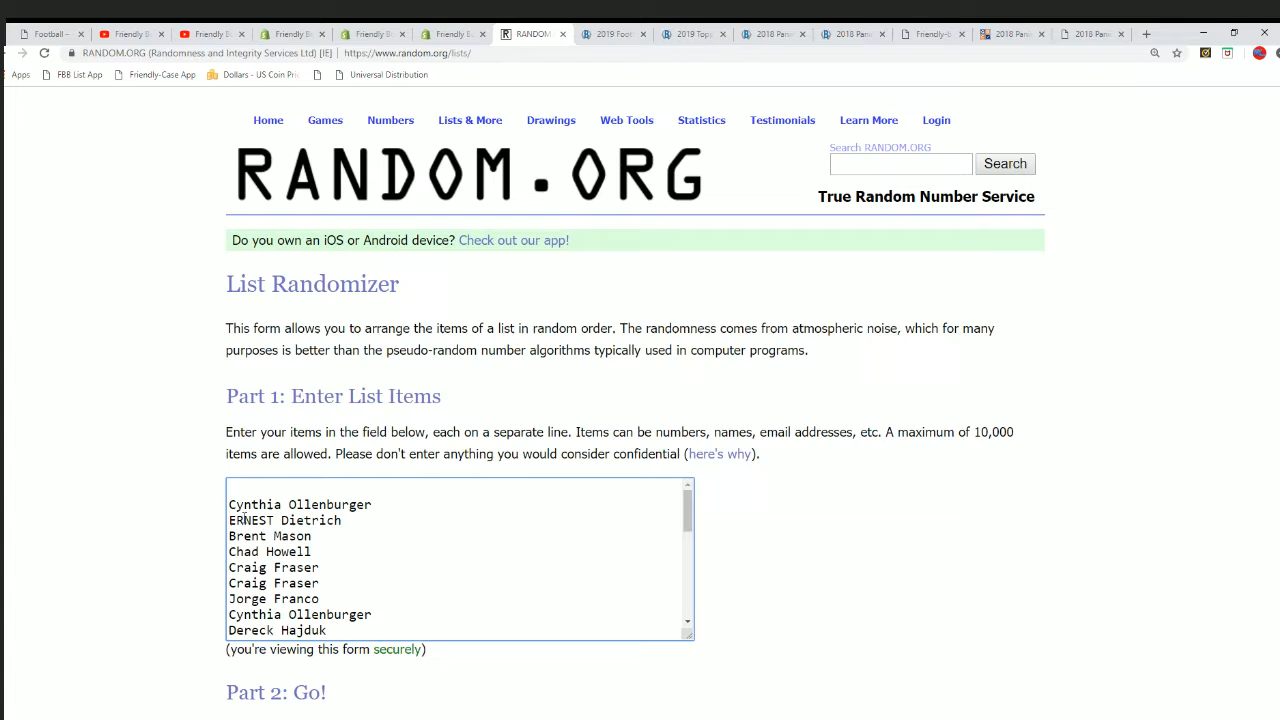 Football – Friendly B Friendly B Friendly B Friendly B Friendly B RANDOM. 2019 Foot 2019 Topp 2018 Pani 2018 Pani Friendly-b 2018 Panin 2018 Panin
RANDOM.ORG (Randomness and Integrity Services Ltd) [IE] | https://www.random.org/lists/
Apps FBB List App Friendly-Case App Dollars - US Coin Pri Universal Distribution
Home Games Numbers Lists & More Drawings Web Tools Statistics Testimonials Learn More Login
RANDOM.ORG
Search RANDOM.ORG
Search
True Random Number Service
Do you own an iOS or Android device? Check out our app!
List Randomizer
This form allows you to arrange the items of a list in random order. The randomness comes from atmospheric noise, which for many
purposes is better than the pseudo-random number algorithms typically used in computer programs.
Part 1: Enter List Items
Enter your items in the field below, each on a separate line. Items can be numbers, names, email addresses, etc. A maximum of 10,000
items are allowed. Please don't enter anything you would consider confidential (here's why).
Cynthia Ollenburger
ERNEST Dietrich
Brent Mason
Chad Howell
Craig Fraser
Craig Fraser
Jorge Franco
Cynthia Ollenburger
Dereck Hajduk
(you're viewing this form securely)
Part 2: Go!